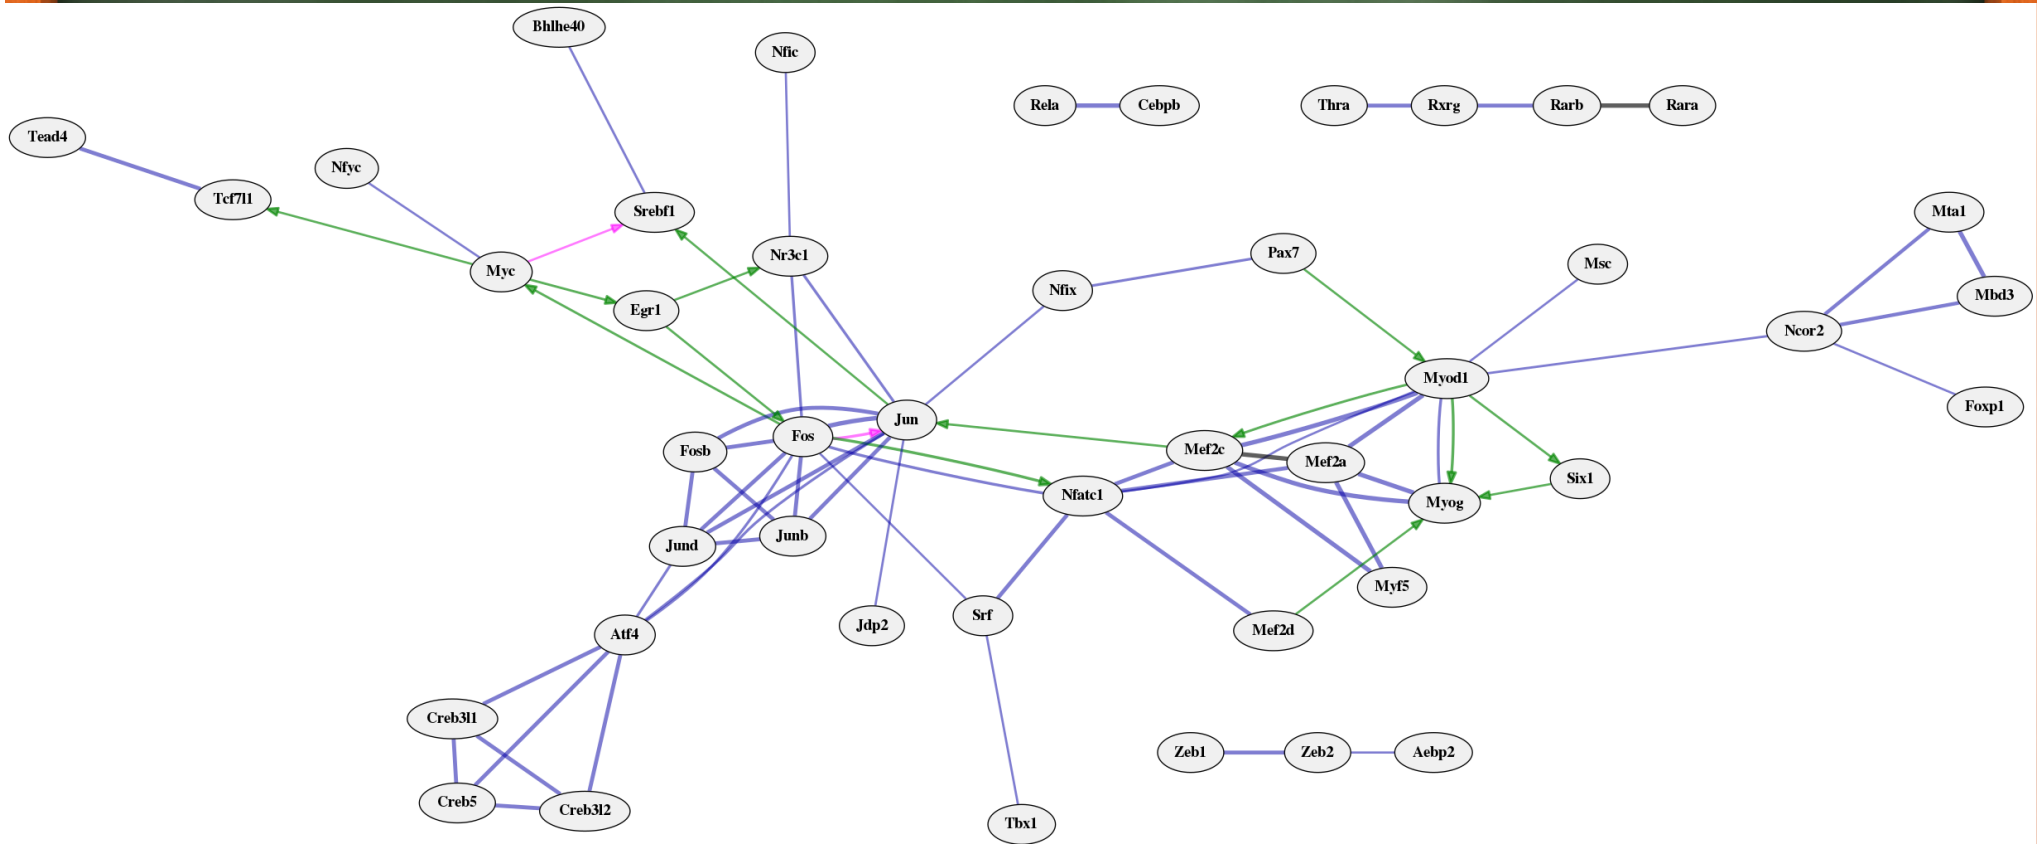 Bhlhe40
Nfic
Rela
Cebpb
Thra
Rxrg
Rarb
Rara
Tead4
Nfyc
Tcf7l1
Srebf1
Mta1
Myc
Nr3c1
Pax7
Msc
Egr1
Nfix
Mbd3
Ncor2
Myod1
Foxp1
Jun
Fos
Fosb
Mef2c
Mef2a
Six1
Nfatc1
Myog
Jund
Junb
Myf5
Atf4
Jdp2
Srf
Mef2d
Creb3l1
Zeb1
Zeb2
Aebp2
Creb5
Creb3l2
Tbx1